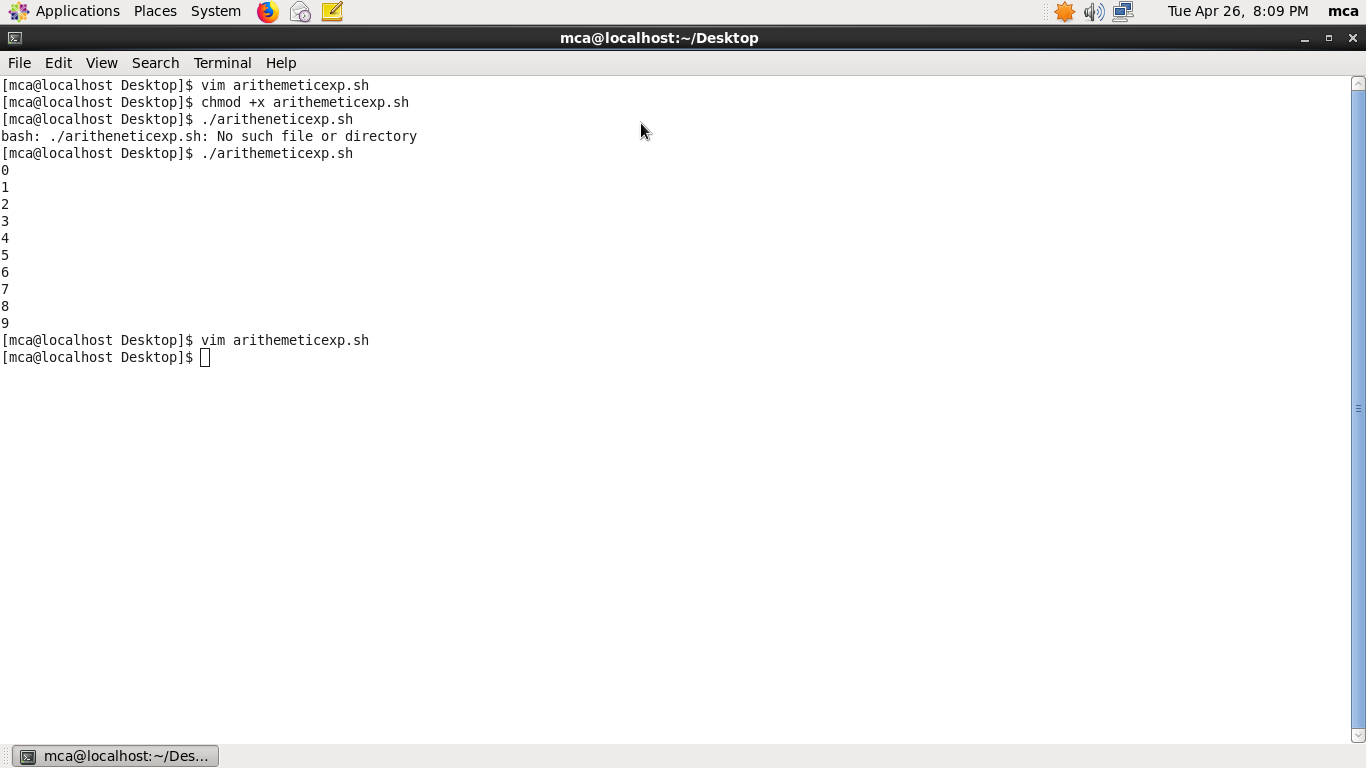 Applications Places System Tue Apr 26, 8:09 PM mca
mca@localhost:~/Desktop
File Edit View Search Terminal Help
[mca@localhost Desktop]$ vim arithemeticexp.sh
[mca@localhost Desktop]$ chmod +x arithemeticexp.sh
[mca@localhost Desktop]$ ./aritheneticexp.sh
bash: ./aritheneticexp.sh: No such file or directory
[mca@localhost Desktop]$ ./arithemeticexp.sh
0
1
2
3
4
5
6
7
8
9
[mca@localhost Desktop]$ vim arithemeticexp.sh
[mca@localhost Desktop]$
mca@localhost:~/Des...